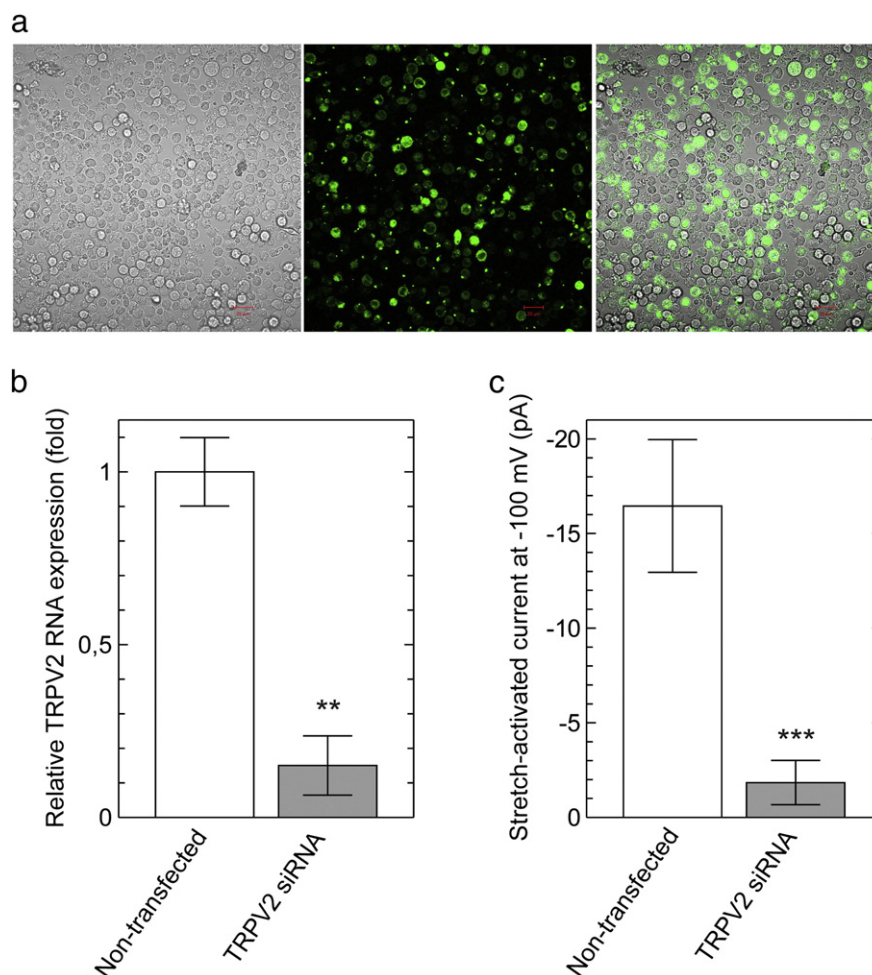 a
b
c
Relative TRPV2 RNA expression (fold)
1
0,5
0
**
Non-transfected
TRPV2 siRNA
Stretch-activated current at -100 mV (pA)
-20
-15
-10
-5
0
***
Non-transfected
TRPV2 siRNA